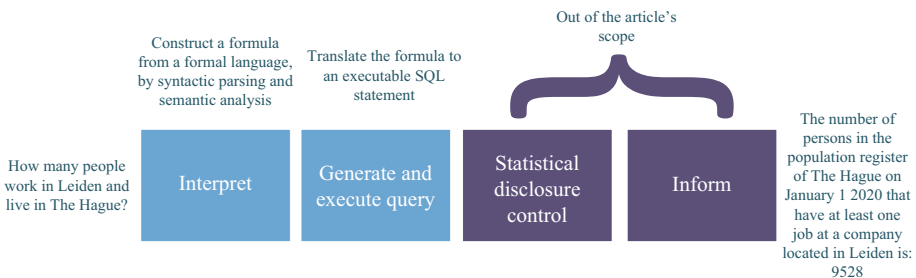 Out of the article's
scope
Construct a formula
from a formal language,
by syntactic parsing and
semantic analysis
Translate the formula to
an executable SQL
statement
How many people
work in Leiden and
live in The Hague?
Interpret
Generate and
execute query
Statistical
disclosure
control
Inform
The number of
persons in the
population register
of The Hague on
January 1 2020 that
have at least one
job at a company
located in Leiden is:
9528